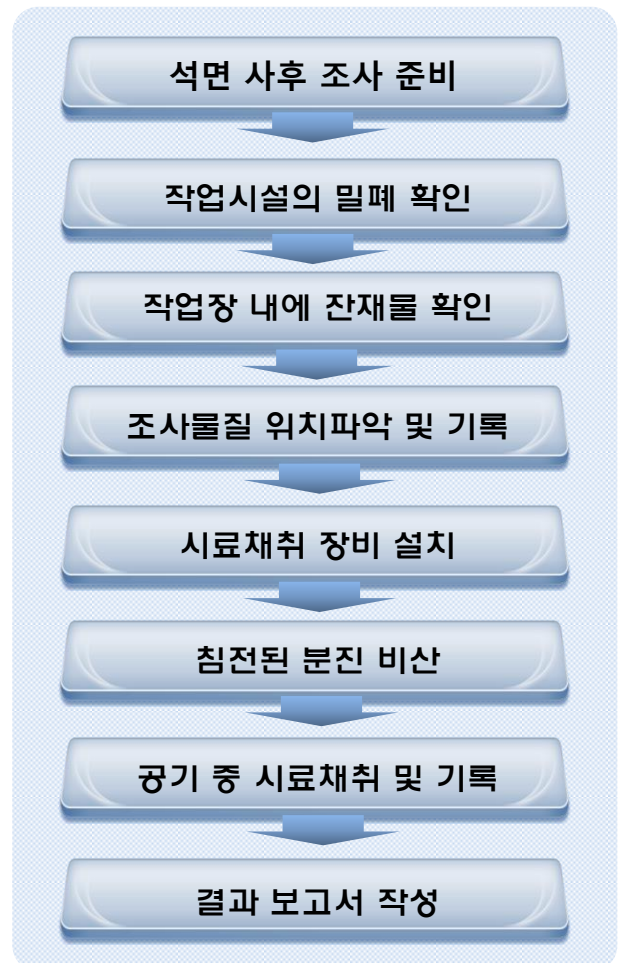 석면 사후 조사 준비
작업시설의 밀폐 확인
작업장 내에 잔재물 확인
조사물질 위치파악 및 기록
시료채취 장비 설치
침전된 분진 비산
공기 중 시료채취 및 기록
결과 보고서 작성